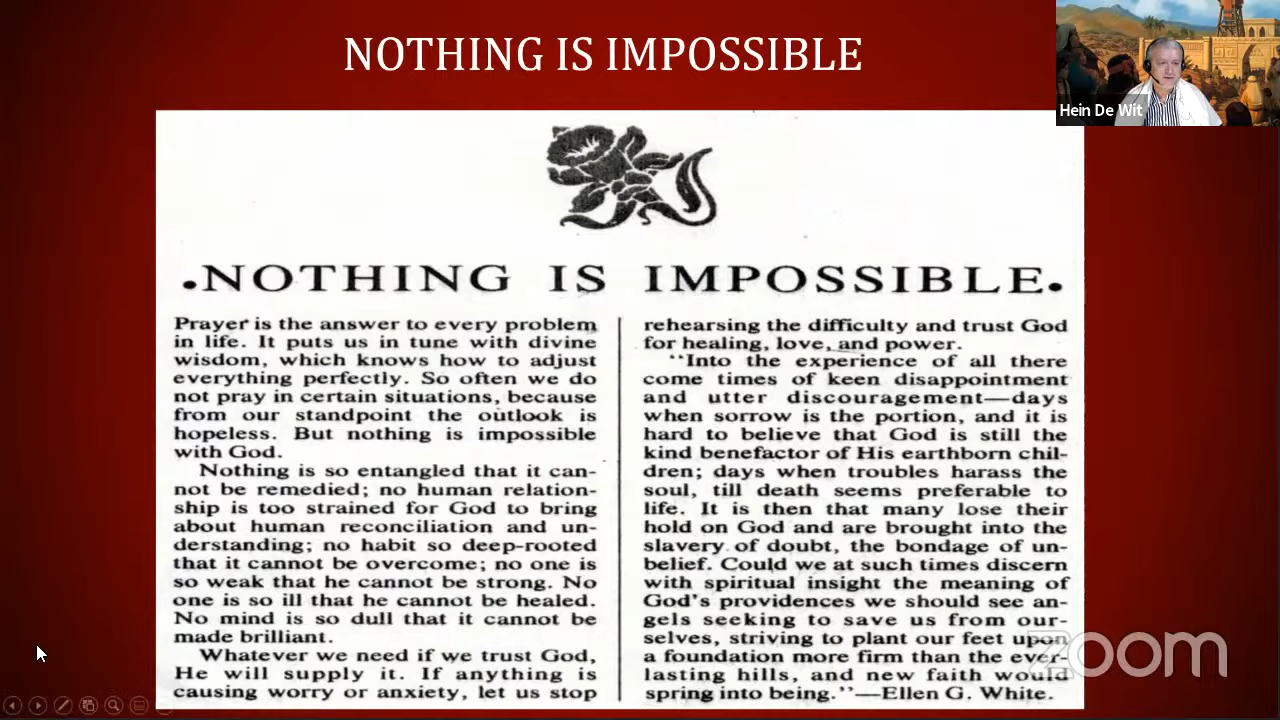 NOTHING IS IMPOSSIBLE
Hein De Wit
•NOTHING IS IMPOSSIBLE•
Prayer is the answer to every problem
in life. It puts us in tune with divine
wisdom, which knows how to adjust
everything perfectly. So often we do
not pray in certain situations, because
from our standpoint the outlook is
hopeless. But nothing is impossible
with God.
Nothing is so entangled that it can-
not be remedied; no human relation-
ship is too strained for God to bring
about human reconciliation and un-
derstanding; no habit so deep-rooted
that it cannot be overcome; no one is
so weak that he cannot be strong. No
one is so ill that he cannot be healed.
No mind is so dull that it cannot be
made brilliant.
Whatever we need if we trust God,
He will supply it. If anything is
causing worry or anxiety, let us stop
rehearsing the difficulty and trust God
for healing, love, and power.
"Into the experience of all there
come times of keen disappointment
and utter discouragement—days
when sorrow is the portion, and it is
hard to believe that God is still the
kind benefactor of His earthborn chil-
dren; days when troubles harass the
soul, till death seems preferable to
life. It is then that many lose their
hold on God and are brought into the
slavery of doubt, the bondage of un-
belief. Could we at such times discern
with spiritual insight the meaning of
God's providences we should see an-
gels seeking to save us from our-
selves, striving to plant our feet upon
a foundation more firm than the ever-
lasting hills, and new faith would
spring into being."—Ellen G. White.
zoom